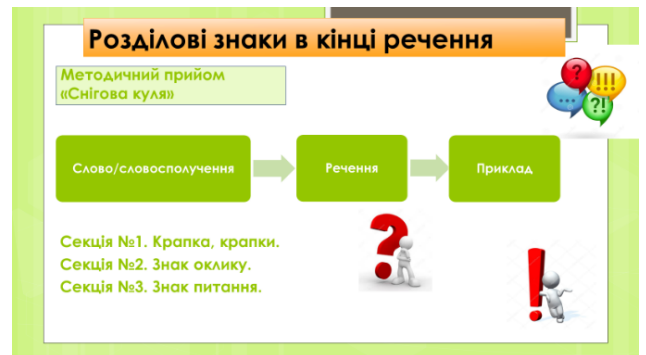 Розділові знаки в кінці речення
Методичний прийом
«Снігова куля»
? !!!
... ?!
Слово/словосполучення
Речення
Приклад
Секція №1. Крапка, крапки.
Секція №2. Знак оклику.
Секція №3. Знак питання.